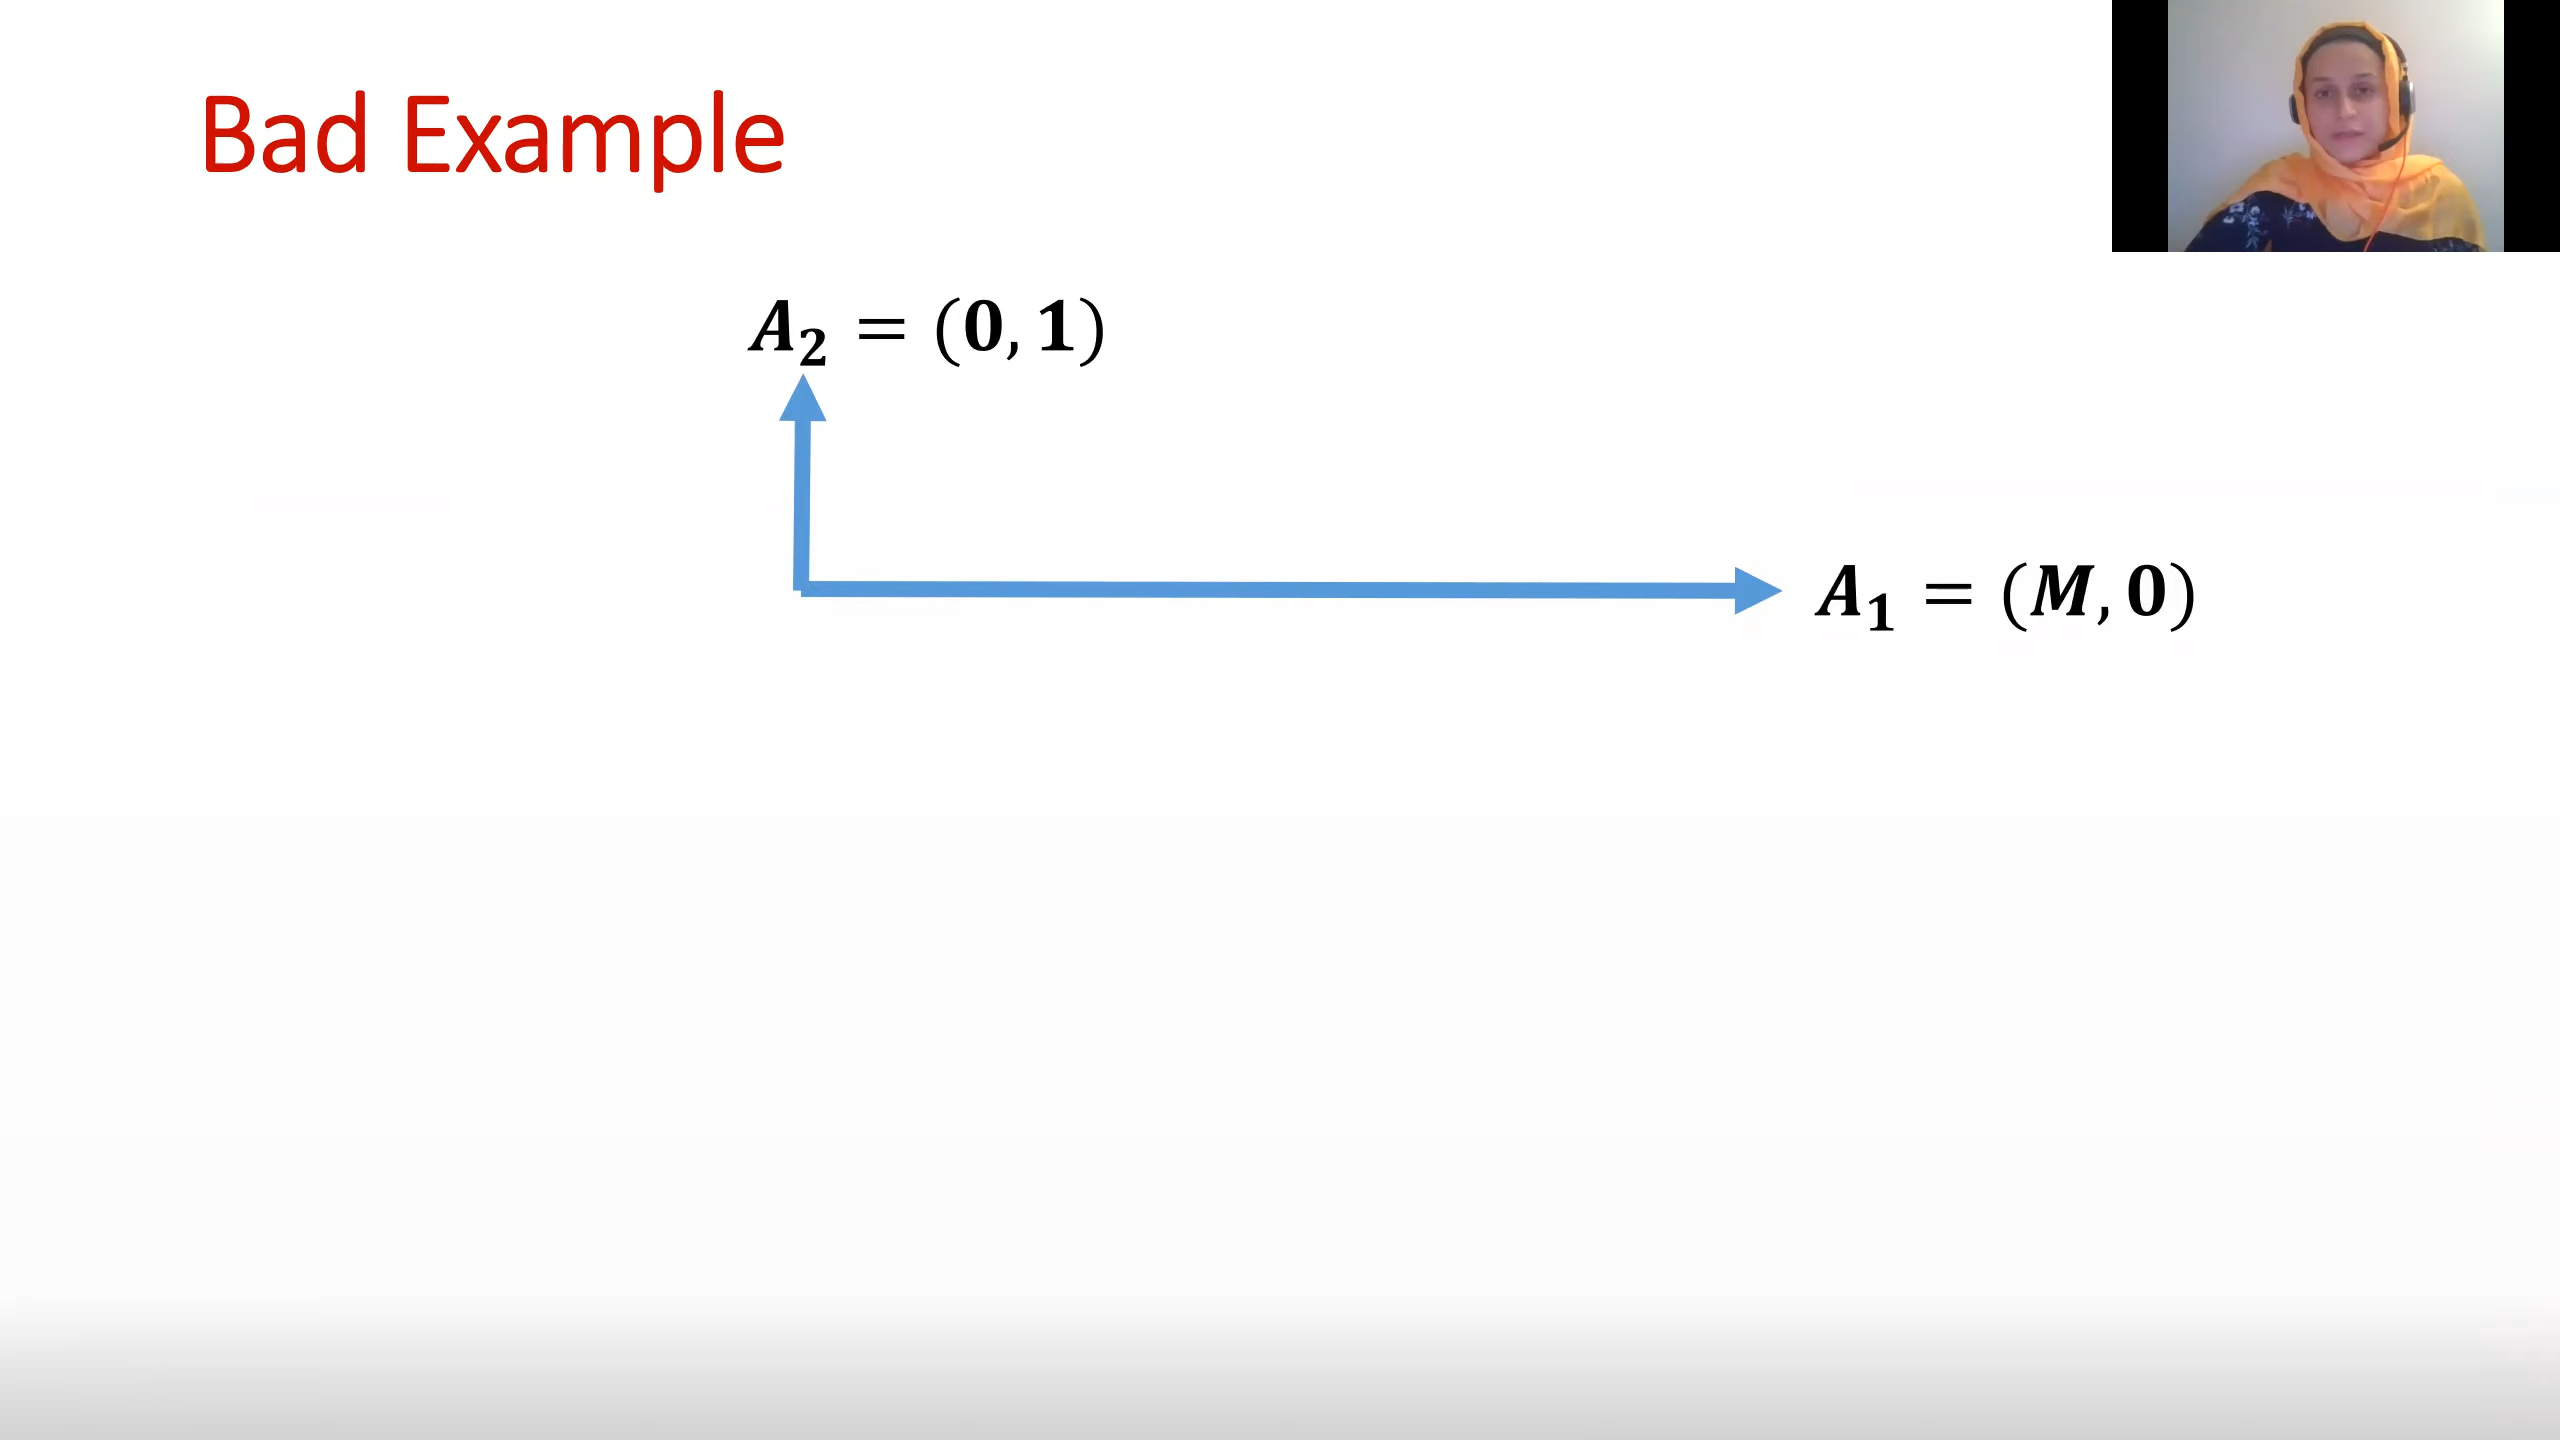 Bad Example
A₂ = (0, 1)
A₁ = (M, 0)